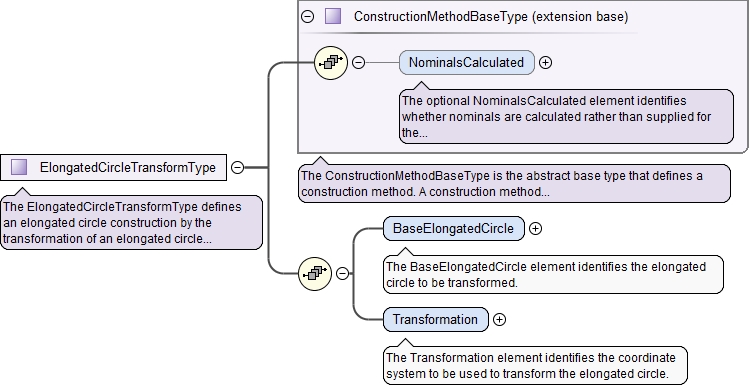 ConstructionMethodBaseType (extension base)
NominalsCalculated
The optional NominalsCalculated element identifies
whether nominals are calculated rather than supplied for
the...
ElongatedCircleTransformType
The ConstructionMethodBaseType is the abstract base type that defines a
construction method. A construction method...
The ElongatedCircleTransformType defines
an elongated circle construction by the
transformation of an elongated circle...
BaseElongatedCircle
The BaseElongatedCircle element identifies the elongated
circle to be transformed.
Transformation
The Transformation element identifies the coordinate
system to be used to transform the elongated circle.